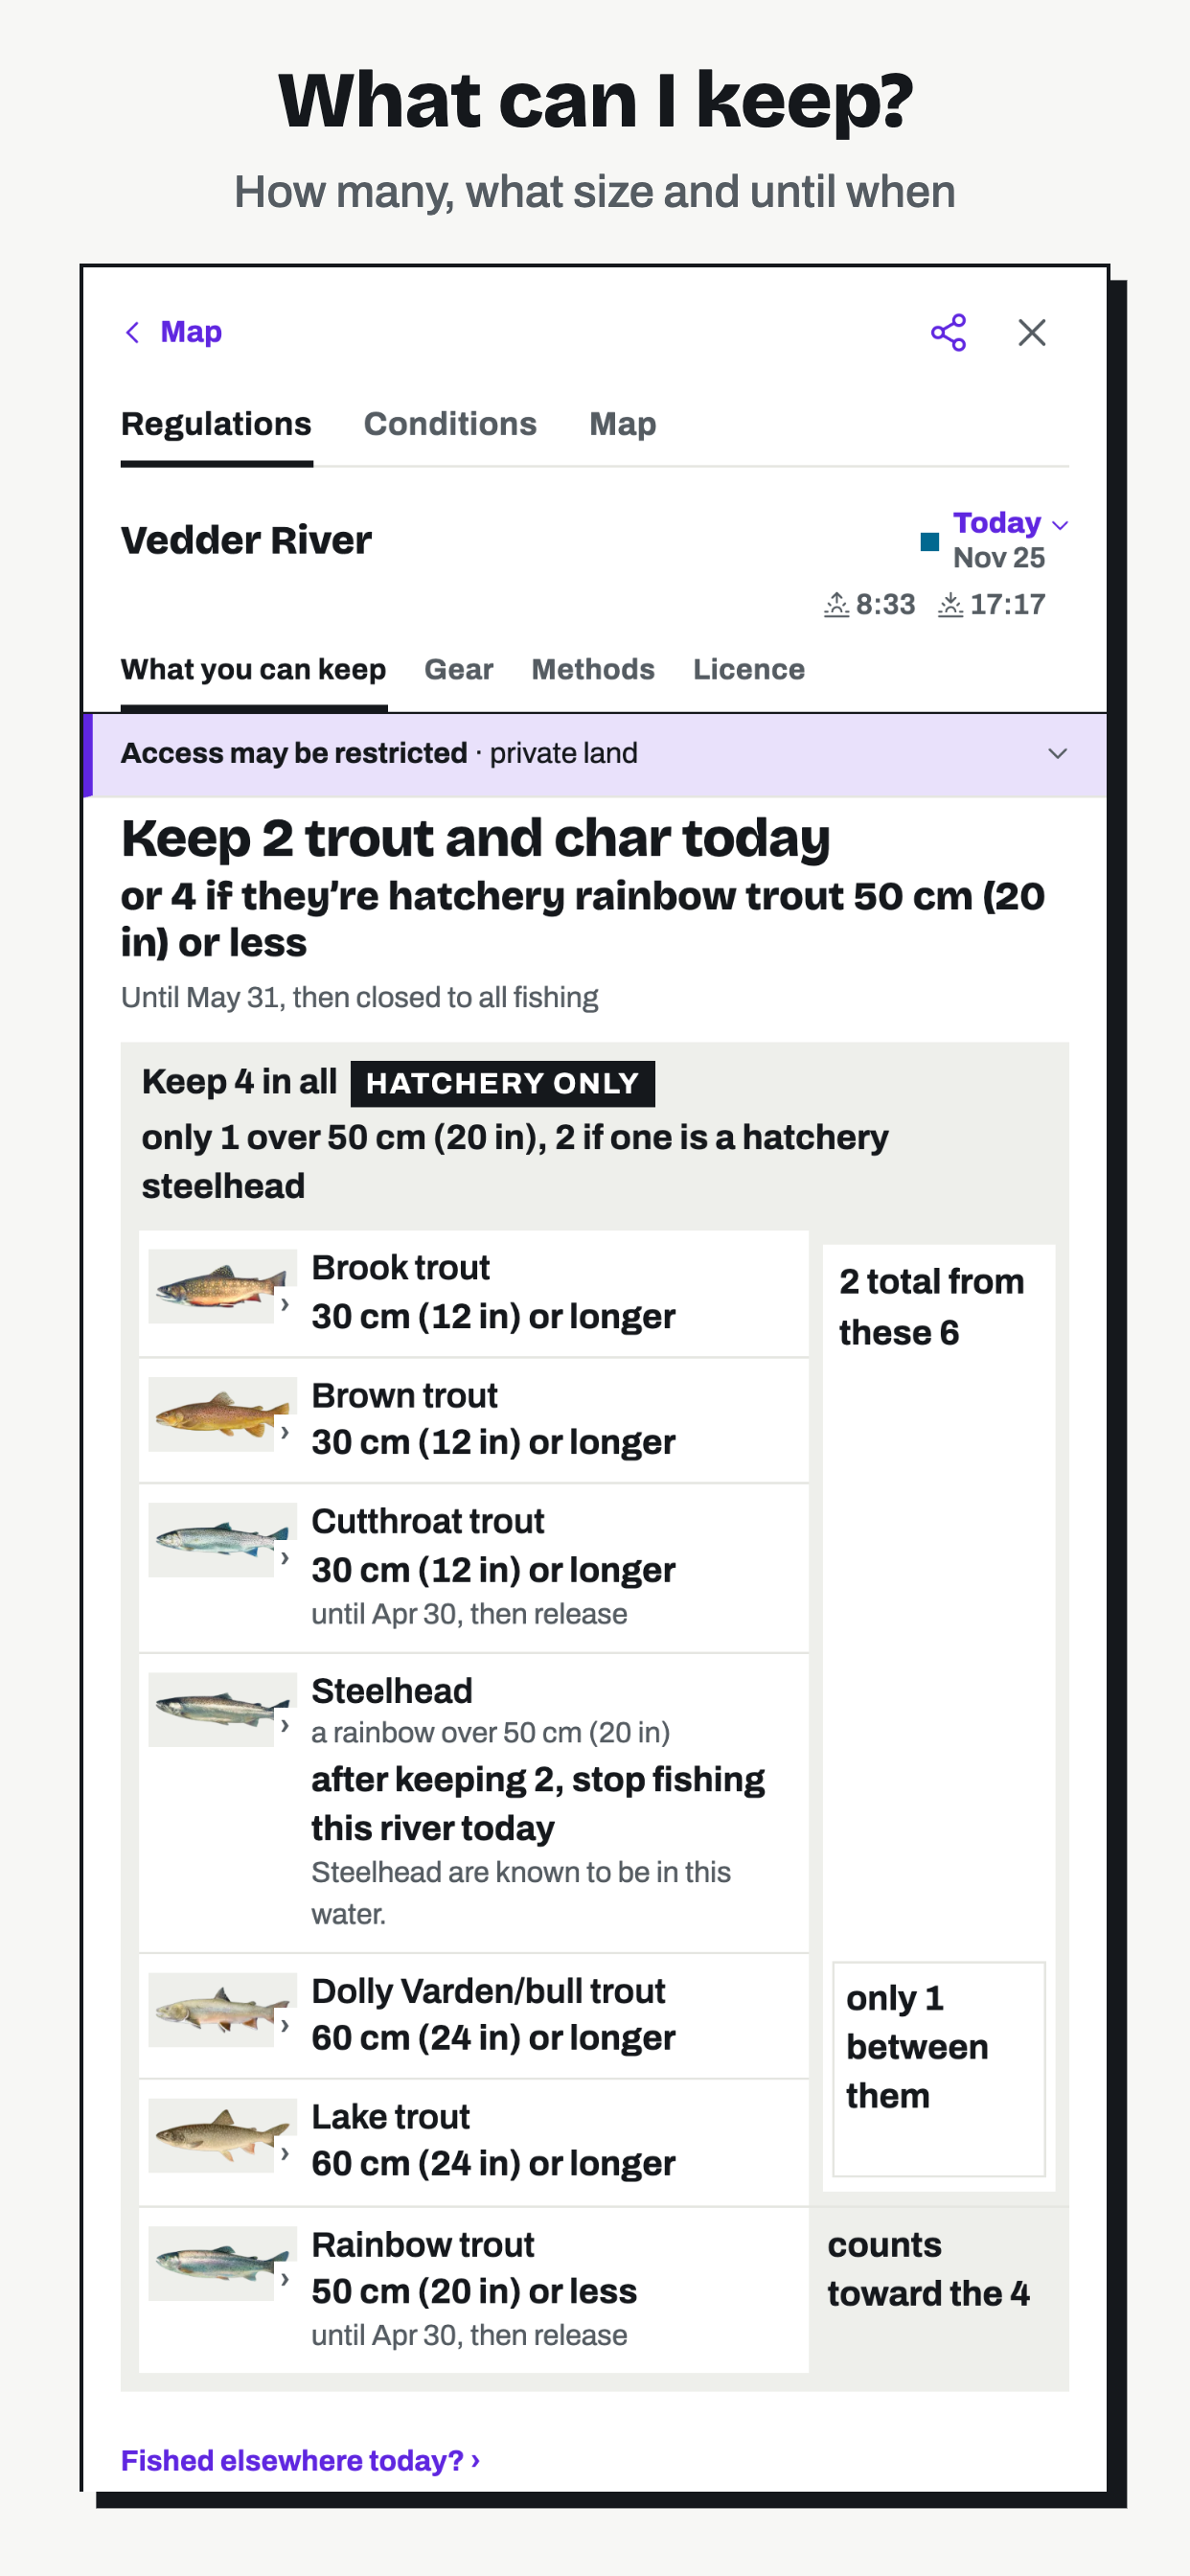 What can I keep?
How many, what size and until when
Map
Regulations Conditions Map
Vedder River
Today
Nov 25
8:33 17:17
What you can keep Gear Methods Licence
Access may be restricted · private land
Keep 2 trout and char today
or 4 if they’re hatchery rainbow trout 50 cm (20
in) or less
Until May 31, then closed to all fishing
Keep 4 in all HATCHERY ONLY
only 1 over 50 cm (20 in), 2 if one is a hatchery
steelhead
Brook trout
30 cm (12 in) or longer
2 total from
these 6
Brown trout
30 cm (12 in) or longer
Cutthroat trout
30 cm (12 in) or longer
until Apr 30, then release
Steelhead
a rainbow over 50 cm (20 in)
after keeping 2, stop fishing
this river today
Steelhead are known to be in this
water.
Dolly Varden/bull trout
60 cm (24 in) or longer
only 1
between
them
Lake trout
60 cm (24 in) or longer
Rainbow trout
50 cm (20 in) or less
until Apr 30, then release
counts
toward the 4
Fished elsewhere today? ›